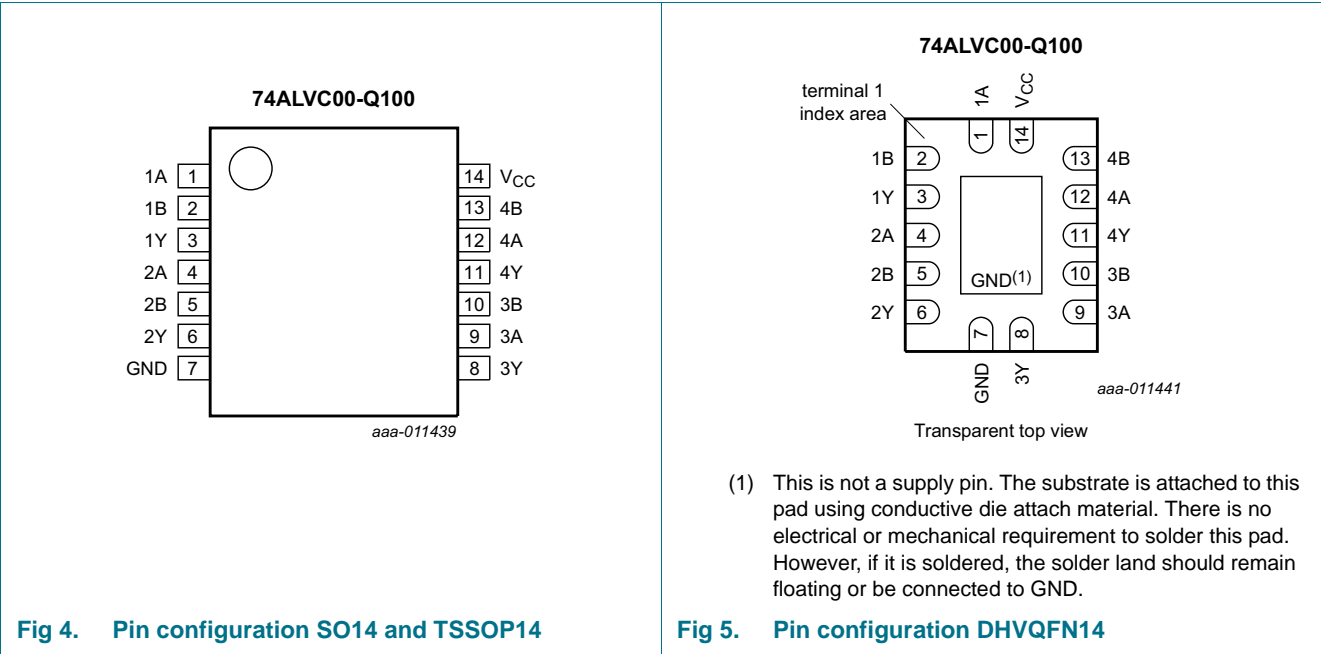 74ALVC00-Q100
1A 1
1B 2
1Y 3
2A 4
2B 5
2Y 6
GND 7
14 VCC
13 4B
12 4A
11 4Y
10 3B
9 3A
8 3Y
aaa-011439
Fig 4. Pin configuration SO14 and TSSOP14
74ALVC00-Q100
terminal 1
index area
1A
VCC
1
14
1B 2
1Y 3
2A 4
2B 5
2Y 6
13 4B
12 4A
11 4Y
10 3B
9 3A
GND(1)
7
8
GND
3Y
aaa-011441
Transparent top view
(1) This is not a supply pin. The substrate is attached to this
pad using conductive die attach material. There is no
electrical or mechanical requirement to solder this pad.
However, if it is soldered, the solder land should remain
floating or be connected to GND.
Fig 5. Pin configuration DHVQFN14